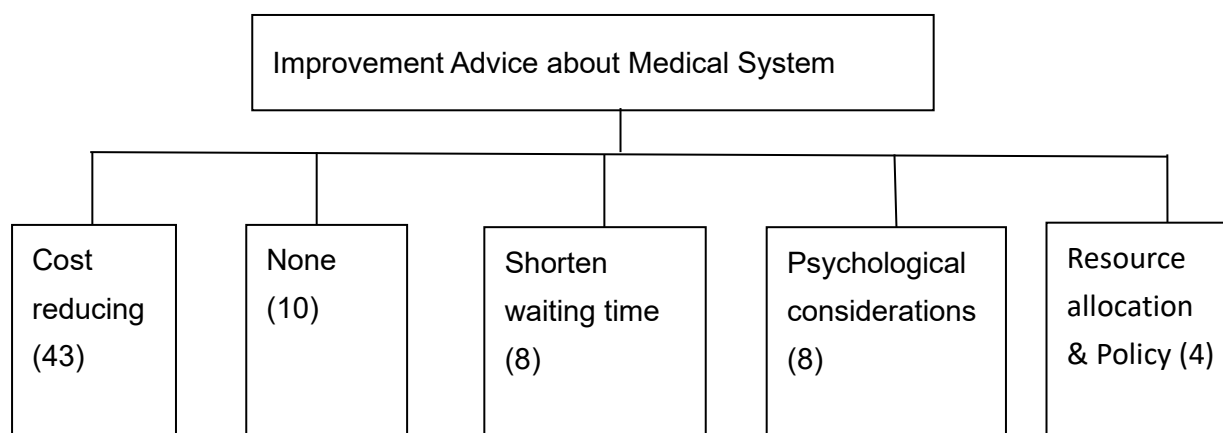 Improvement Advice about Medical System
Cost
reducing
(43)
None
(10)
Shorten
waiting time
(8)
Psychological
considerations
(8)
Resource
allocation
& Policy (4)